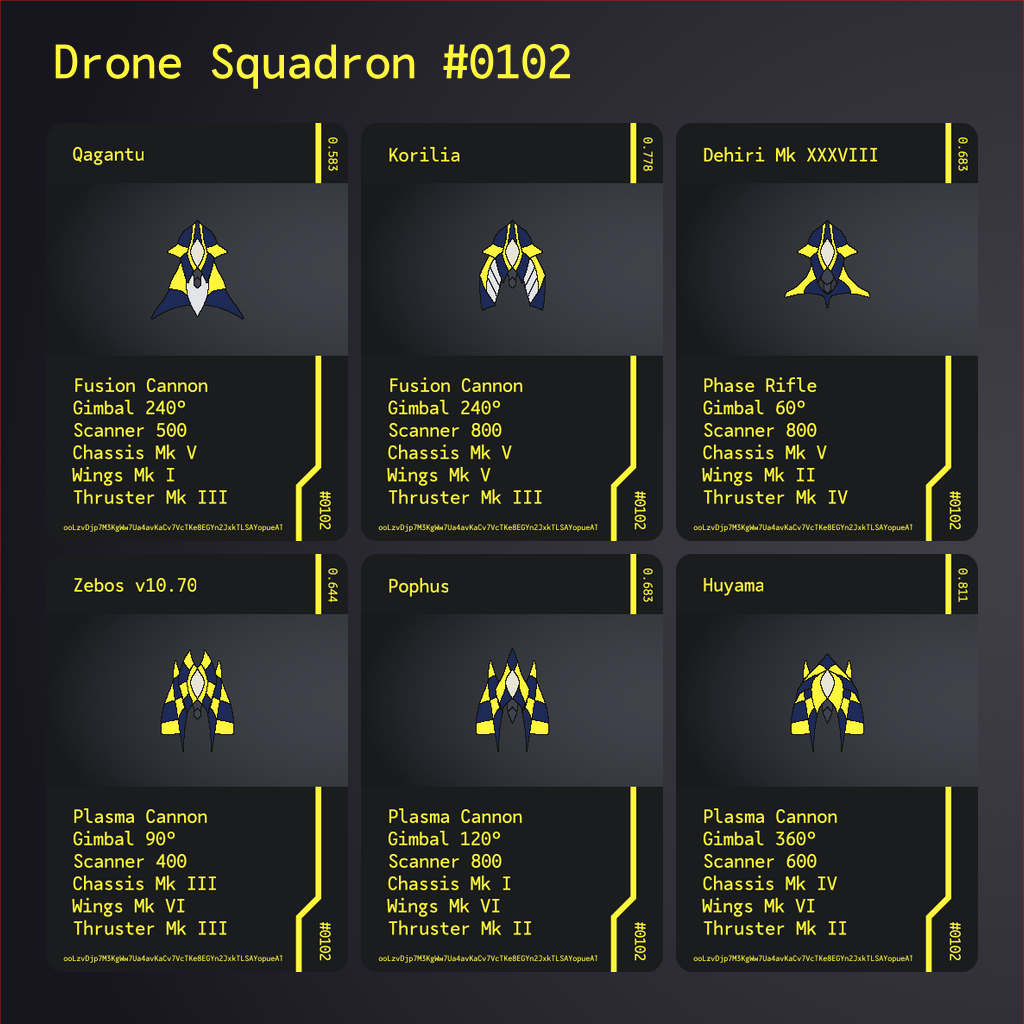 Drone Squadron #0102
Qagantu
0.583
Fusion Cannon
Gimbal 240°
Scanner 500
Chassis Mk V
Wings Mk I
Thruster Mk III
#0102
ooLzvDjp7M3KgWw7Ua4avKaCv7VcTKe8EGYn2JxkTLSAYopueAT
Korilia
0.778
Fusion Cannon
Gimbal 240°
Scanner 800
Chassis Mk V
Wings Mk V
Thruster Mk III
#0102
ooLzvDjp7M3KgWw7Ua4avKaCv7VcTKe8EGYn2JxkTLSAYopueAT
Dehiri Mk XXXVIII
0.683
Phase Rifle
Gimbal 60°
Scanner 800
Chassis Mk V
Wings Mk II
Thruster Mk IV
#0102
ooLzvDjp7M3KgWw7Ua4avKaCv7VcTKe8EGYn2JxkTLSAYopueAT
Zebos v10.70
0.644
Plasma Cannon
Gimbal 90°
Scanner 400
Chassis Mk III
Wings Mk VI
Thruster Mk III
#0102
ooLzvDjp7M3KgWw7Ua4avKaCv7VcTKe8EGYn2JxkTLSAYopueAT
Pophus
0.683
Plasma Cannon
Gimbal 120°
Scanner 800
Chassis Mk I
Wings Mk VI
Thruster Mk II
#0102
ooLzvDjp7M3KgWw7Ua4avKaCv7VcTKe8EGYn2JxkTLSAYopueAT
Huyama
0.811
Plasma Cannon
Gimbal 360°
Scanner 600
Chassis Mk IV
Wings Mk VI
Thruster Mk II
#0102
ooLzvDjp7M3KgWw7Ua4avKaCv7VcTKe8EGYn2JxkTLSAYopueAT